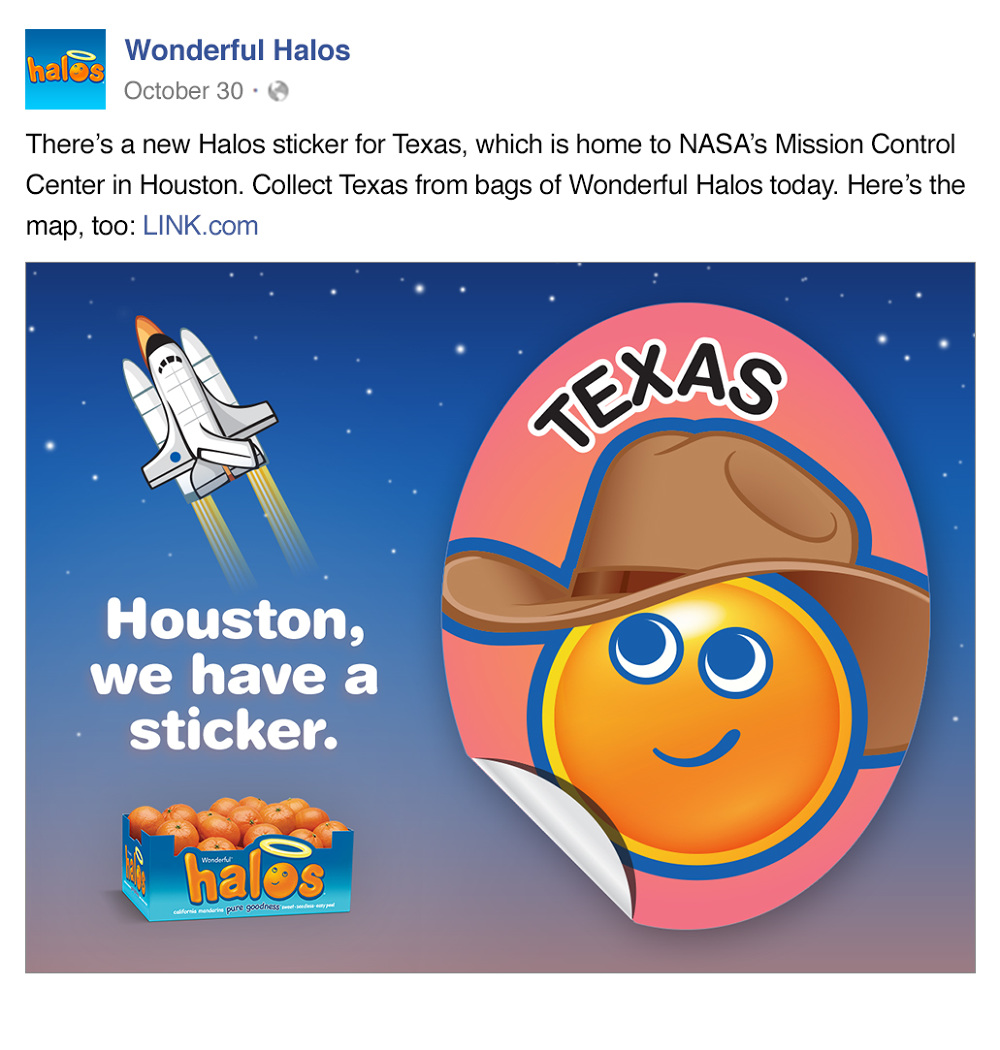 halos
Wonderful Halos
October 30 ·
There’s a new Halos sticker for Texas, which is home to NASA’s Mission Control
Center in Houston. Collect Texas from bags of Wonderful Halos today. Here’s the
map, too: LINK.com
TEXAS
Houston,
we have a
sticker.
Wonderful™
halos
halos
california mandarins pure goodness sweet·seedless·easy peel